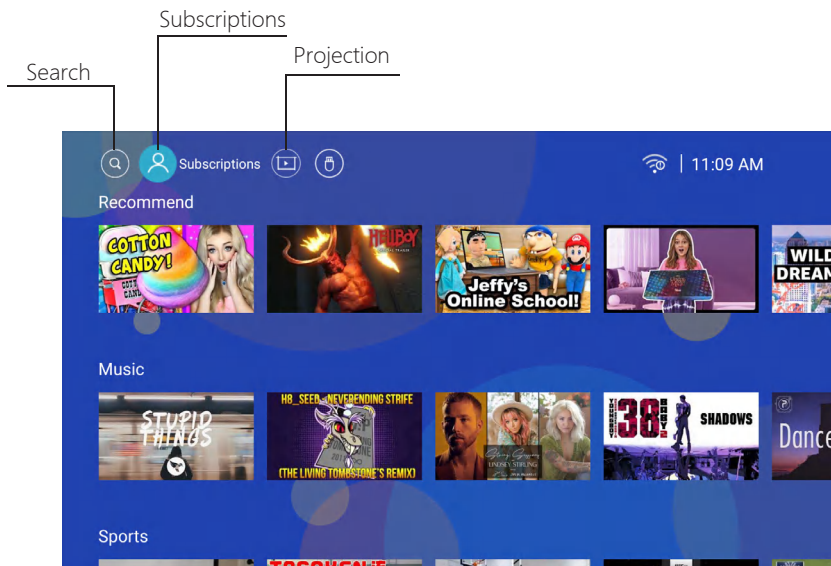 Subscriptions
Projection
Search
Subscriptions
11:09 AM
Recommend
COTTON
CANDY!
HELLBOY
Jeffy's
Online School!
WILD
DREAM
Music
STUPID
THINGS
H8_SEED - NEVERENDING STRIFE
(THE LIVING TOMBSTONE'S REMIX)
LINDSEY STIRLING
38
BABY
SHADOWS
Dance
Sports